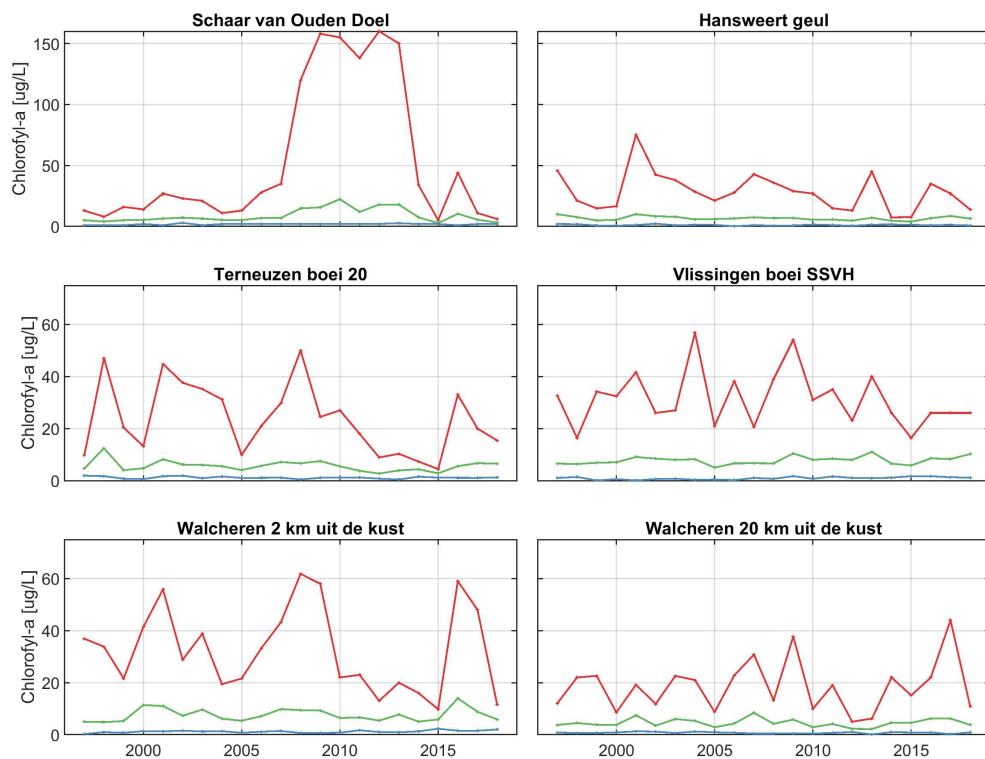 Schaar van Ouden Doel
Hansweert geul
150
100
50
0
Chlorofyl-a [ug/L]
Terneuzen boei 20
Vlissingen boei SSVH
60
40
20
0
Chlorofyl-a [ug/L]
Walcheren 2 km uit de kust
Walcheren 20 km uit de kust
60
40
20
0
Chlorofyl-a [ug/L]
2000 2005 2010 2015
2000 2005 2010 2015